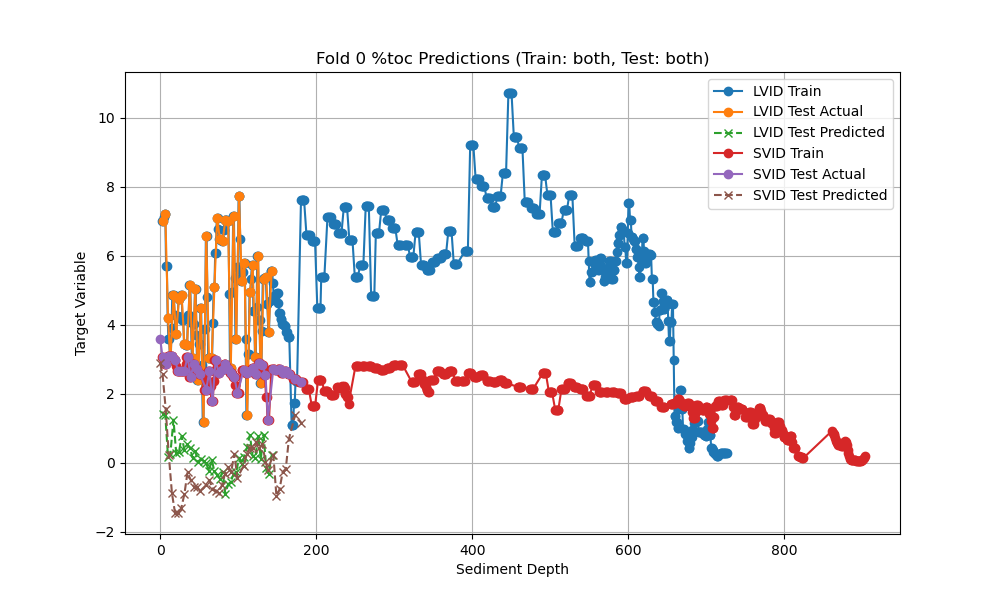 Fold 0 %toc Predictions (Train: both, Test: both)
LVID Train
LVID Test Actual
LVID Test Predicted
SVID Train
SVID Test Actual
SVID Test Predicted
Target Variable
10
8
6
4
2
0
−2
0 200 400 600 800
Sediment Depth